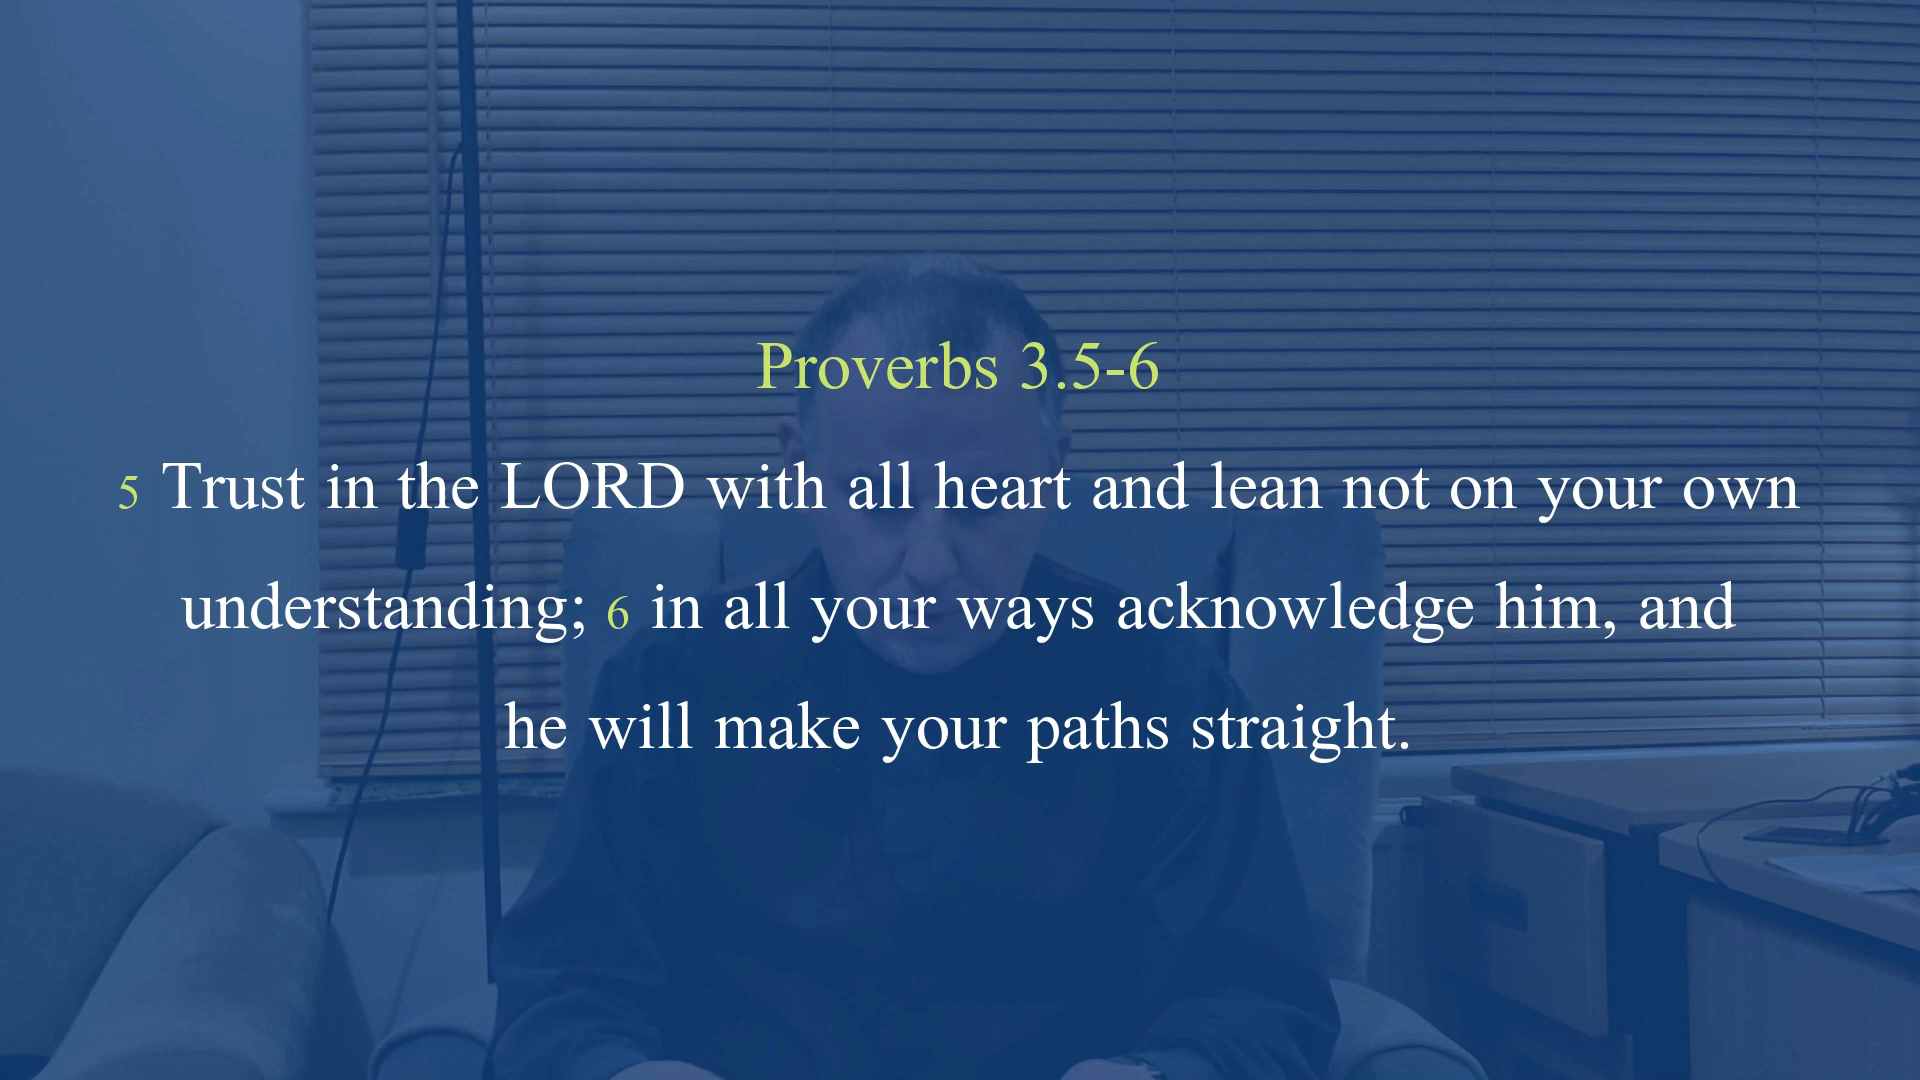 Proverbs 3.5-6
5 Trust in the LORD with all heart and lean not on your own
understanding; 6 in all your ways acknowledge him, and
he will make your paths straight.